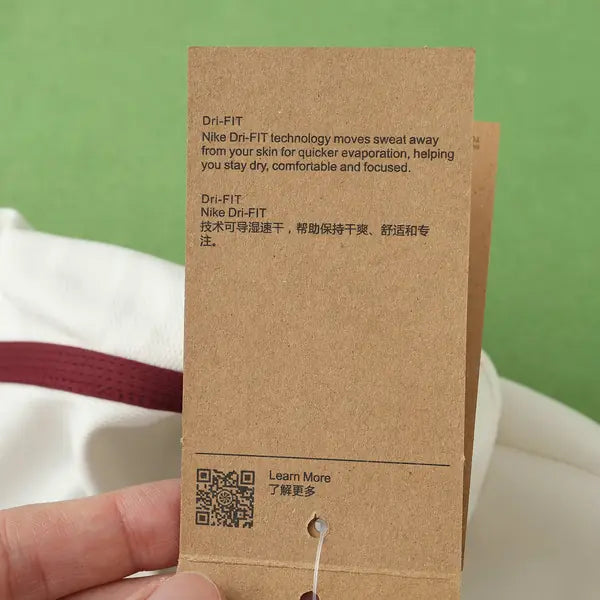 Dri-FIT
Nike Dri-FIT technology moves sweat away
from your skin for quicker evaporation, helping
you stay dry, comfortable and focused.
Dri-FIT
Nike Dri-FIT
技术可导湿速干，帮助保持干爽、舒适和专
注。
Learn More
了解更多